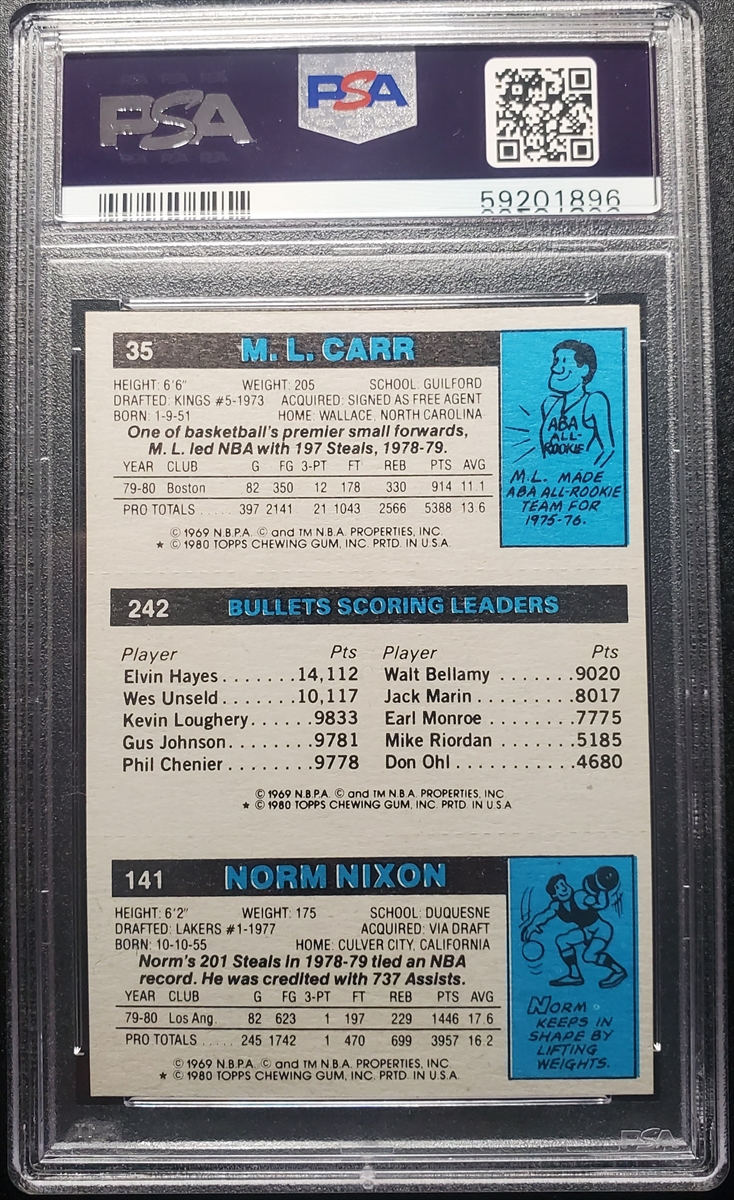 PSA
PSA
59201896
35 M. L. CARR
HEIGHT: 6'6" WEIGHT: 205 SCHOOL: GUILFORD
DRAFTED: KINGS #5-1973 ACQUIRED: SIGNED AS FREE AGENT
BORN: 1-9-51 HOME: WALLACE, NORTH CAROLINA
One of basketball's premier small forwards,
M. L. led NBA with 197 Steals, 1978-79.
YEAR CLUB G FG 3-PT FT REB PTS AVG
79-80 Boston 82 350 12 178 330 914 11.1
PRO TOTALS ..... 397 2141 21 1043 2566 5388 13.6
© 1969 N.B.P.A. © and TM N.B.A. PROPERTIES, INC.
★ © 1980 TOPPS CHEWING GUM, INC. PRTD. IN U.S.A.
ABA
ALL-
ROOKIE
M.L. MADE
ABA ALL-ROOKIE
TEAM FOR
1975-76.
242 BULLETS SCORING LEADERS
Player Pts Player Pts
Elvin Hayes.......14,112 Walt Bellamy .......9020
Wes Unseld.......10,117 Jack Marin.........8017
Kevin Loughery......9833 Earl Monroe ........7775
Gus Johnson........9781 Mike Riordan .......5185
Phil Chenier........9778 Don Ohl...........4680
© 1969 N.B.P.A. © and TM N.B.A. PROPERTIES, INC
★ © 1980 TOPPS CHEWING GUM, INC. PRTD. IN U.S.A
141 NORM NIXON
HEIGHT: 6'2" WEIGHT: 175 SCHOOL: DUQUESNE
DRAFTED: LAKERS #1-1977 ACQUIRED: VIA DRAFT
BORN: 10-10-55 HOME: CULVER CITY, CALIFORNIA
Norm's 201 Steals in 1978-79 tied an NBA
record. He was credited with 737 Assists.
YEAR CLUB G FG 3-PT FT REB PTS AVG
79-80 Los Ang. 82 623 1 197 229 1446 17.6
PRO TOTALS ..... 245 1742 1 470 699 3957 16.2
© 1969 N.B.P.A. © and TM N.B.A. PROPERTIES, INC.
★ © 1980 TOPPS CHEWING GUM, INC. PRTD. IN U.S.A.
NORM
KEEPS IN
SHAPE BY
LIFTING
WEIGHTS.
PSA